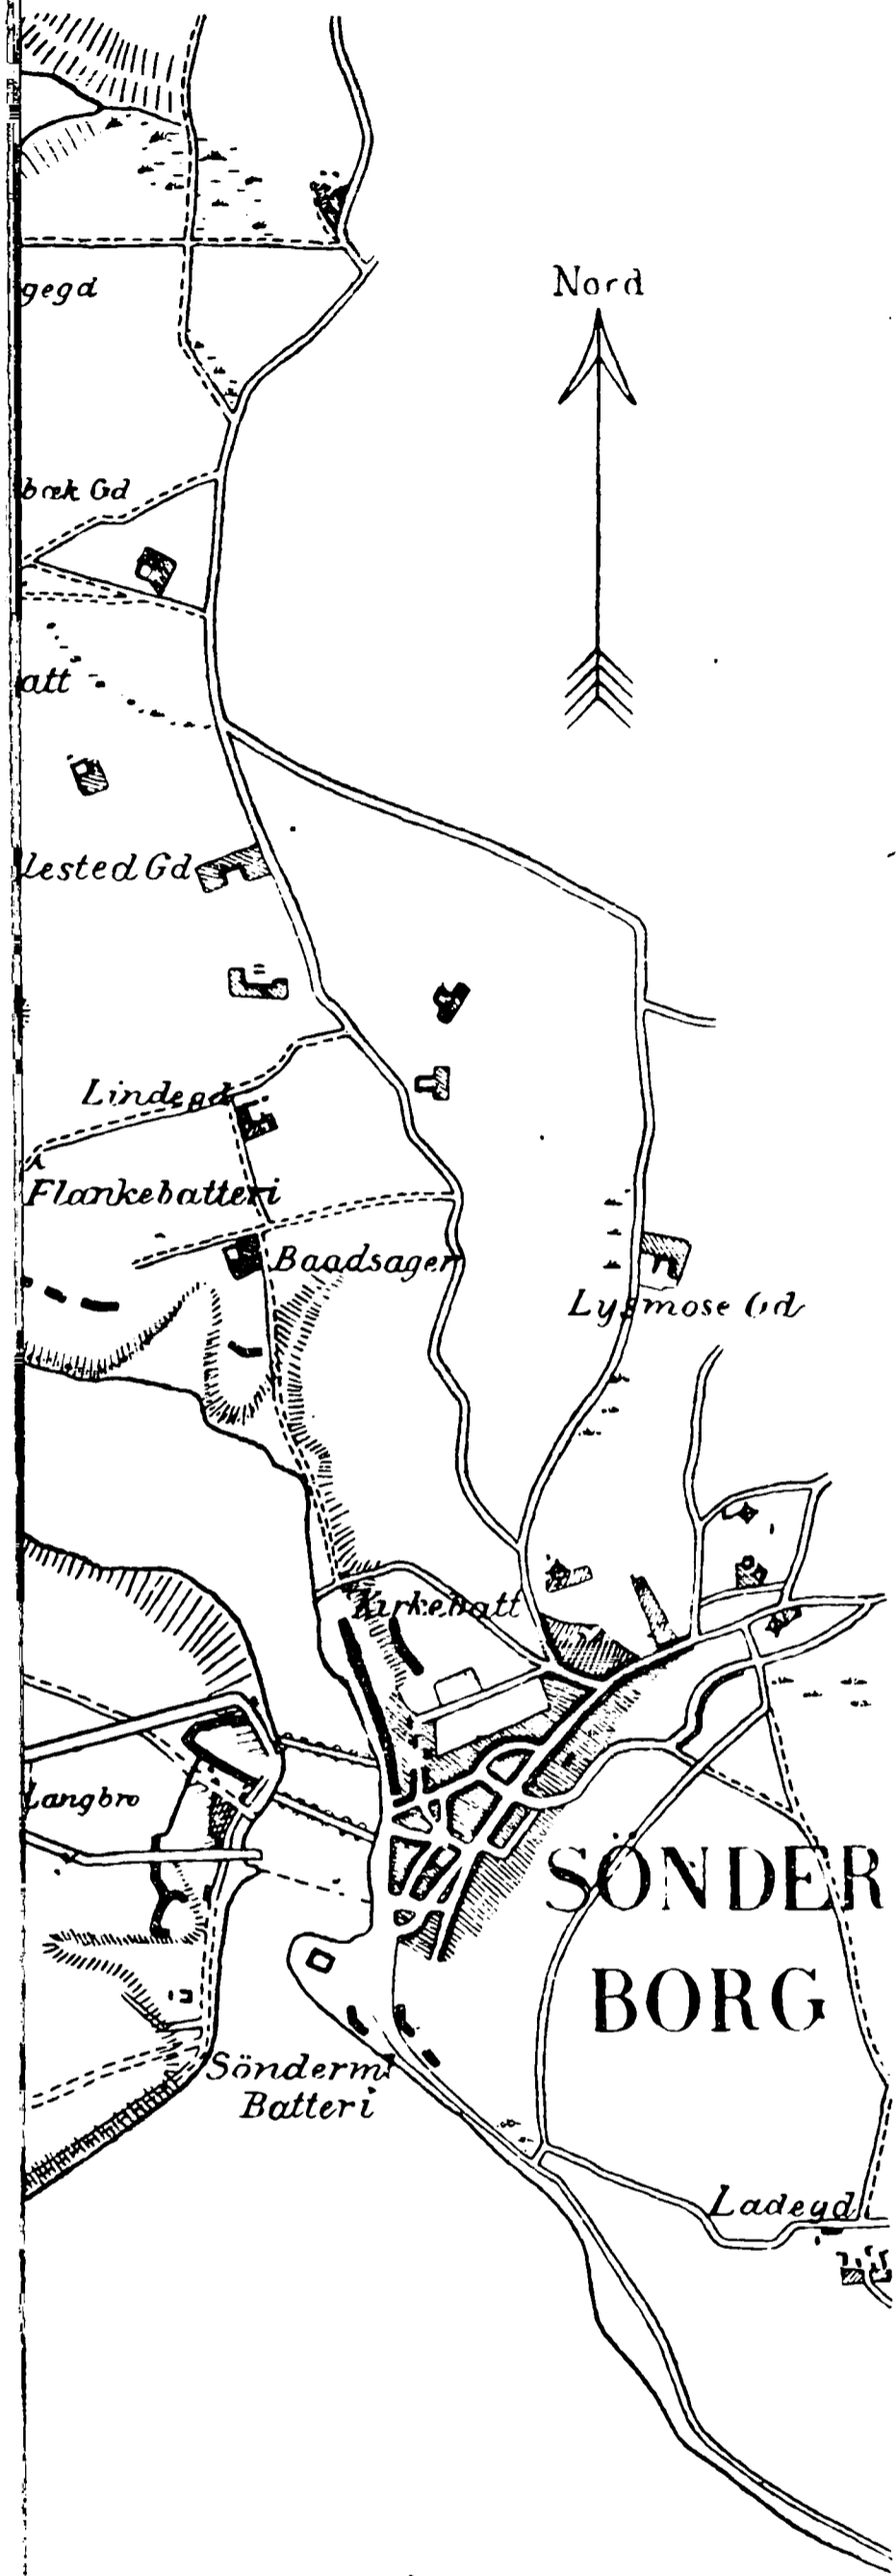 Nord
gegd
bæk Gd
att
lested Gd
Lindegd
Flankebatteri
Baadsager
Lysmose Gd
Kirkebatt
Langbro
SÖNDER
BORG
Sönderm!
Batteri
Ladegd